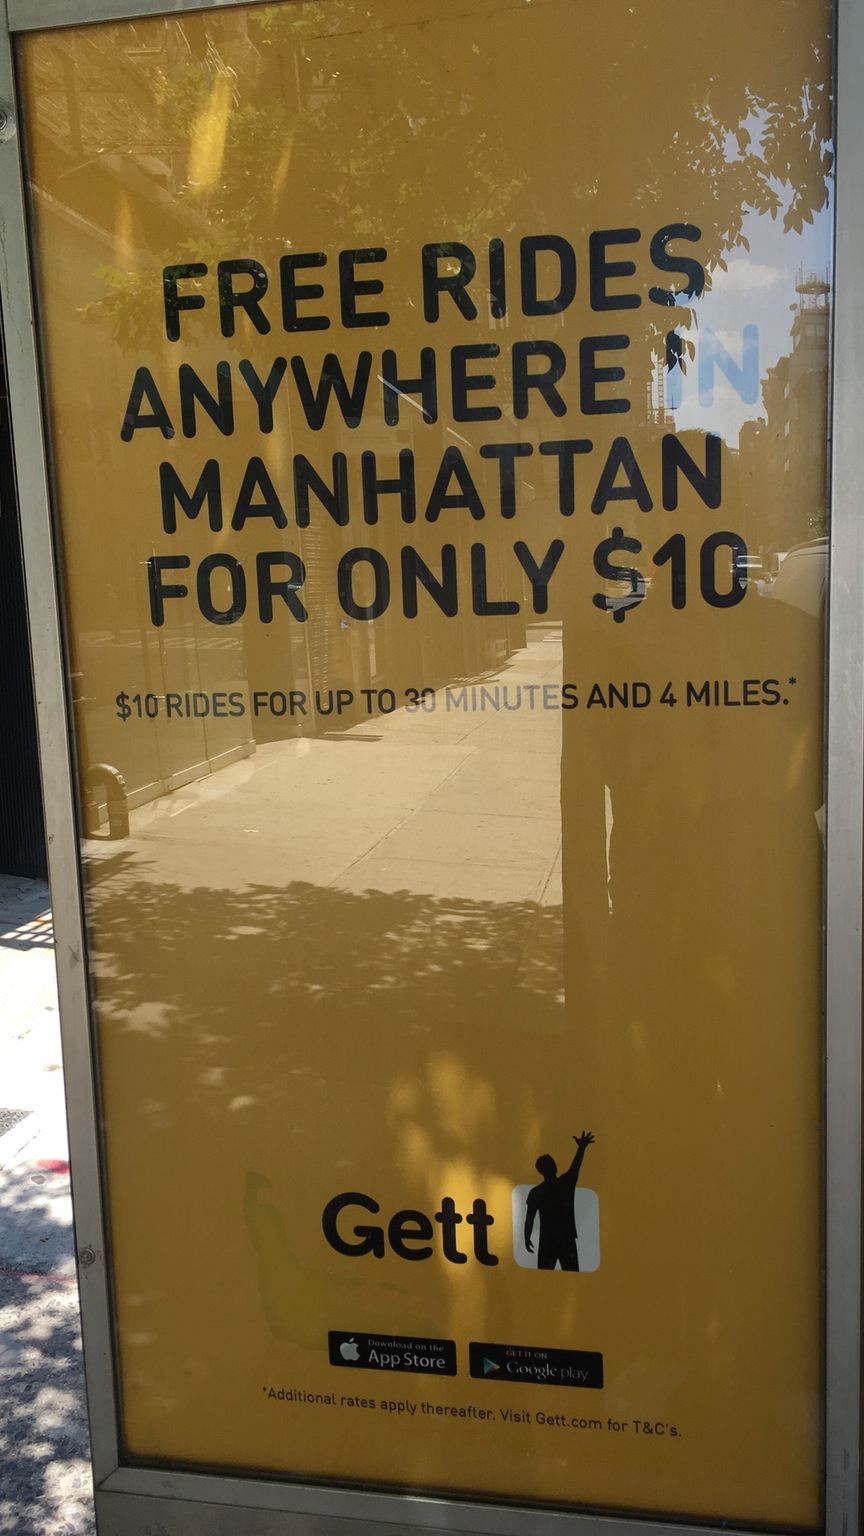 FREE RIDES
ANYWHERE IN
MANHATTAN
FOR ONLY $10
$10 RIDES FOR UP TO 30 MINUTES AND 4 MILES.*
Gett
Download on the
App Store
GET IT ON
Google play
*Additional rates apply thereafter. Visit Gett.com for T&C's.